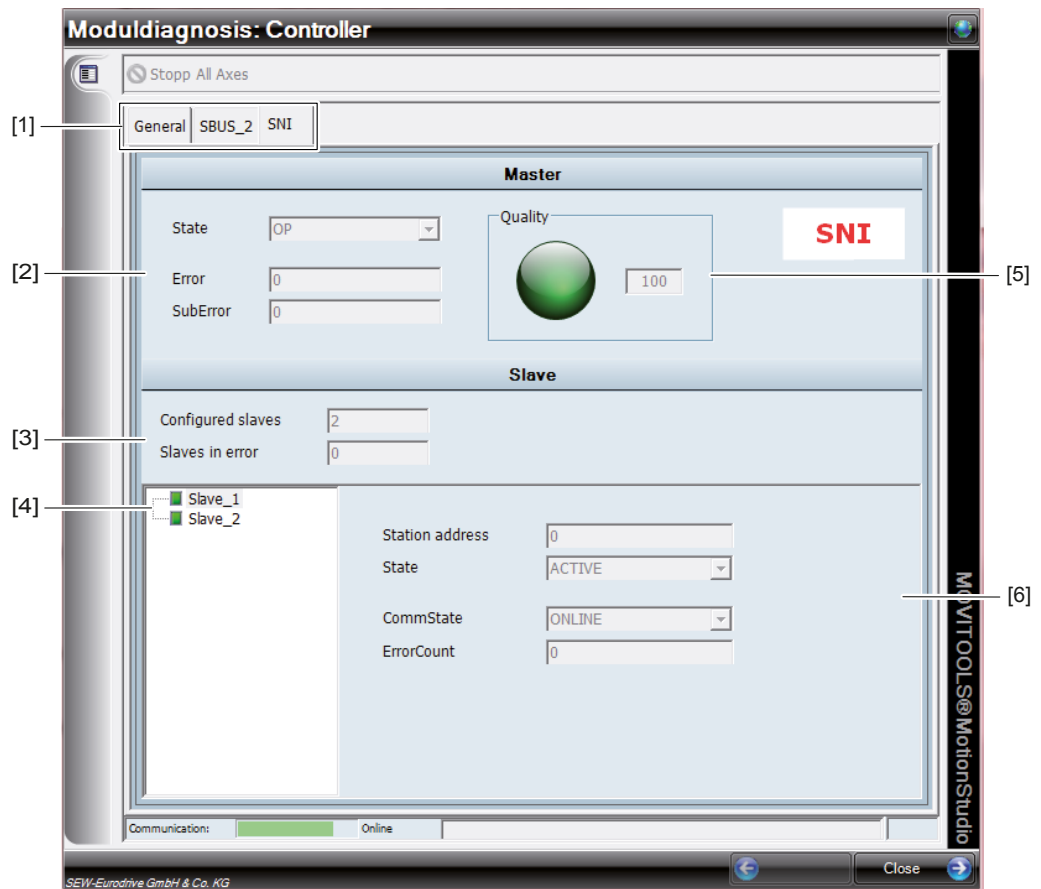 Moduldiagnosis: Controller
Stopp All Axes
[1]
General SBUS_2 SNI
Master
State OP
Quality
SNI
[2]
Error 0
100
[5]
SubError 0
Slave
Configured slaves 2
[3]
Slaves in error 0
[4]
Slave_1
Slave_2
Station address 0
State ACTIVE
[6]
CommState ONLINE
ErrorCount 0
MOVITOOLS®MotionStudio
Communication: Online
Close
SEW-Eurodrive GmbH & Co. KG